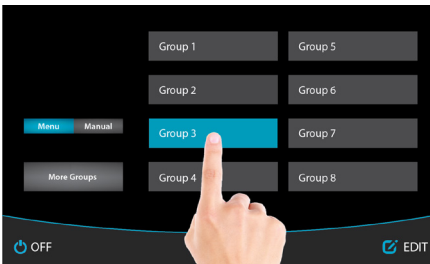 Group 1
Group 5
Group 2
Group 6
Menu
Manual
Group 3
Group 7
More Groups
Group 4
Group 8
OFF
EDIT